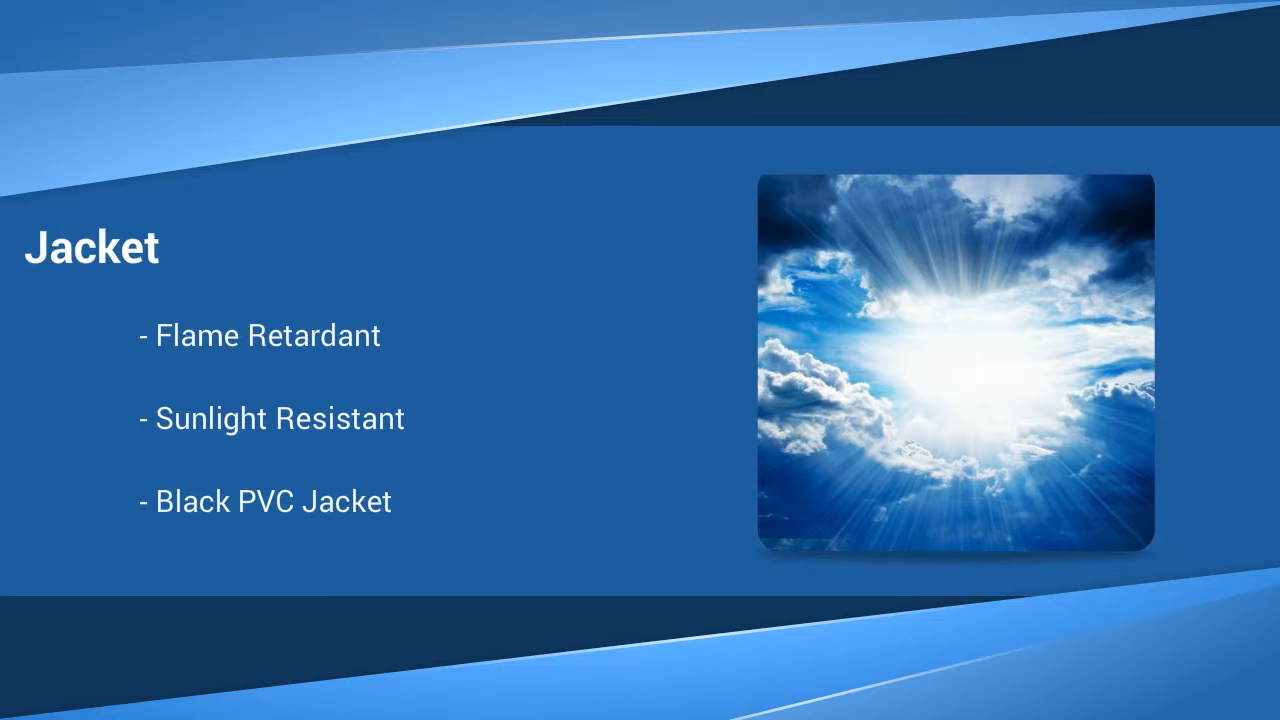 Jacket
- Flame Retardant
- Sunlight Resistant
- Black PVC Jacket